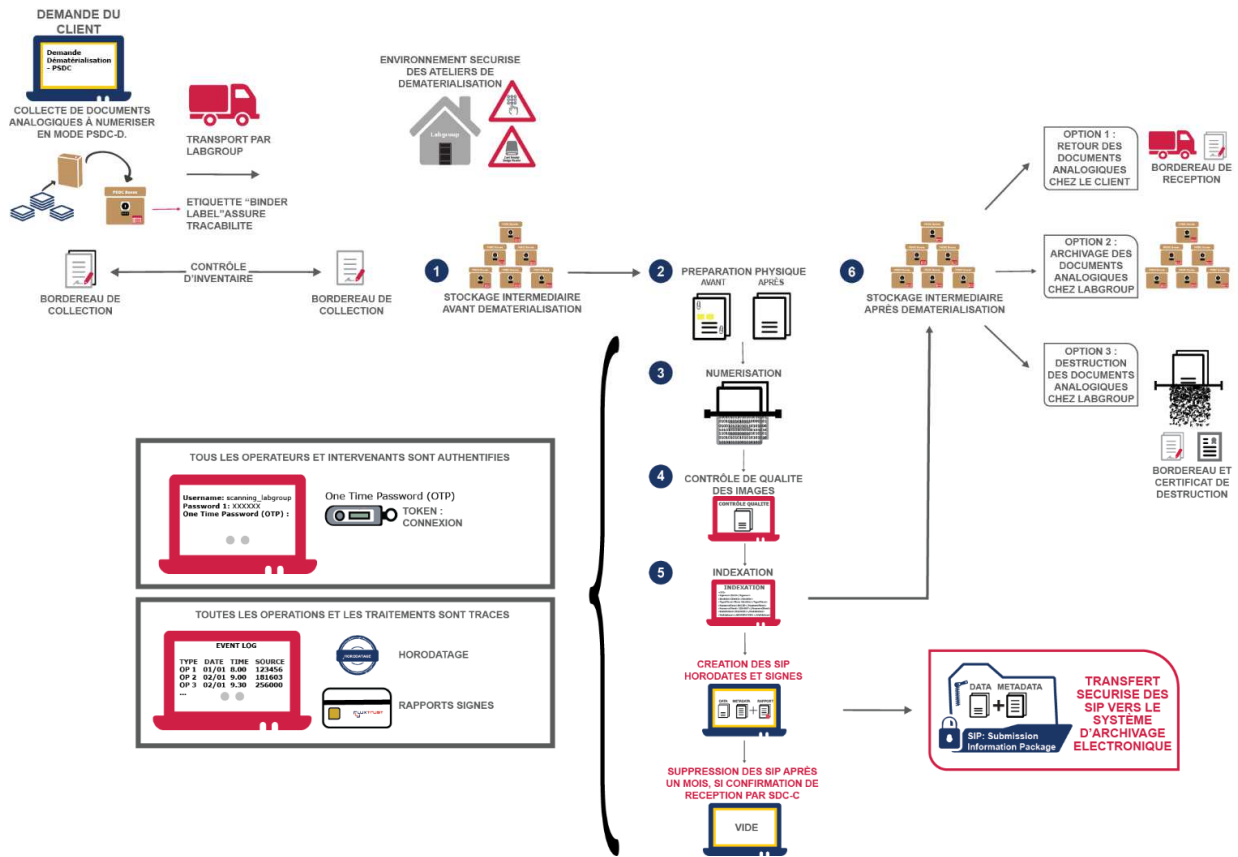 DEMANDE DU
CLIENT
Demande
Dématérialisation
- PSDC
COLLECTE DE DOCUMENTS
ANALOGIQUES À NUMERISER
EN MODE PSDC-D.
TRANSPORT PAR
LABGROUP
ETIQUETTE “BINDER
LABEL”ASSURE
TRACABILITE
BORDEREAU DE
COLLECTION
CONTRÔLE
D'INVENTAIRE
BORDEREAU DE
COLLECTION
ENVIRONNEMENT SECURISE
DES ATELIERS DE
DEMATERIALISATION
Labgroup
1
STOCKAGE INTERMEDIAIRE
AVANT DEMATERIALISATION
2
PREPARATION PHYSIQUE
AVANT
APRÈS
3
NUMERISATION
4
CONTRÔLE DE QUALITE
DES IMAGES
CONTRÔLE QUALITE
5
INDEXATION
INDEXATION
CREATION DES SIP
HORODATES ET SIGNES
DATA METADATA
SUPPRESSION DES SIP APRÈS
UN MOIS, SI CONFIRMATION DE
RECEPTION PAR SDC-C
VIDE
6
STOCKAGE INTERMEDIAIRE
APRÈS DEMATERIALISATION
OPTION 1 :
RETOUR DES
DOCUMENTS
ANALOGIQUES
CHEZ LE CLIENT
BORDEREAU DE
RECEPTION
OPTION 2 :
ARCHIVAGE DES
DOCUMENTS
ANALOGIQUES
CHEZ LABGROUP
OPTION 3 :
DESTRUCTION
DES DOCUMENTS
ANALOGIQUES
CHEZ LABGROUP
BORDEREAU ET
CERTIFICAT DE
DESTRUCTION
TOUS LES OPERATEURS ET INTERVENANTS SONT AUTHENTIFIES
Username: scanning_labgroup
Password 1: XXXXXX
One Time Password (OTP) :
One Time Password (OTP)
TOKEN :
CONNEXION
TOUTES LES OPERATIONS ET LES TRAITEMENTS SONT TRACES
EVENT LOG
TYPE DATE TIME SOURCE
OP 1 01/01 8.00 123456
OP 2 02/01 9.00 181603
OP 3 02/01 9.30 256000
...
HORODATAGE
HORODATAGE
RAPPORTS SIGNES
LUXTRUST
DATA METADATA
SIP: Submission
Information Package
TRANSFERT
SECURISE DES
SIP VERS LE
SYSTÈME
D'ARCHIVAGE
ELECTRONIQUE